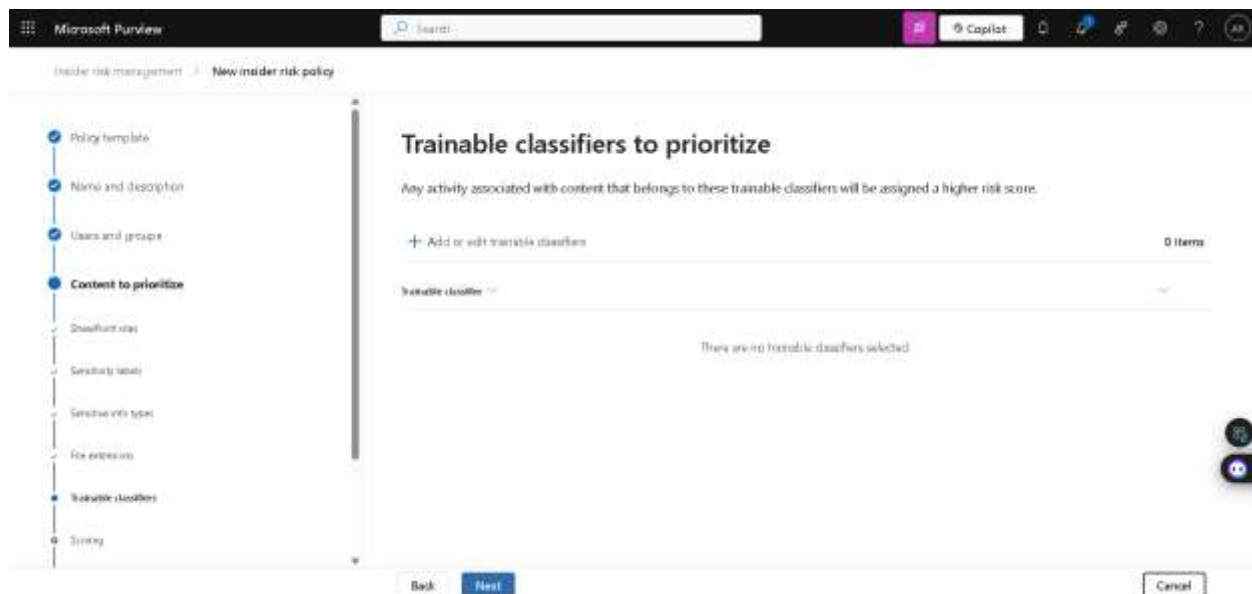 Microsoft Purview
Search
Copilot
?
AR
Insider risk management > New insider risk policy
Policy template
Name and description
Users and groups
Content to prioritize
SharePoint sites
Sensitivity labels
Sensitive info types
File extensions
Trainable classifiers
Scoring
Trainable classifiers to prioritize
Any activity associated with content that belongs to these trainable classifiers will be assigned a higher risk score.
+ Add or edit trainable classifiers
0 items
Trainable classifier
There are no trainable classifiers selected
Back
Next
Cancel